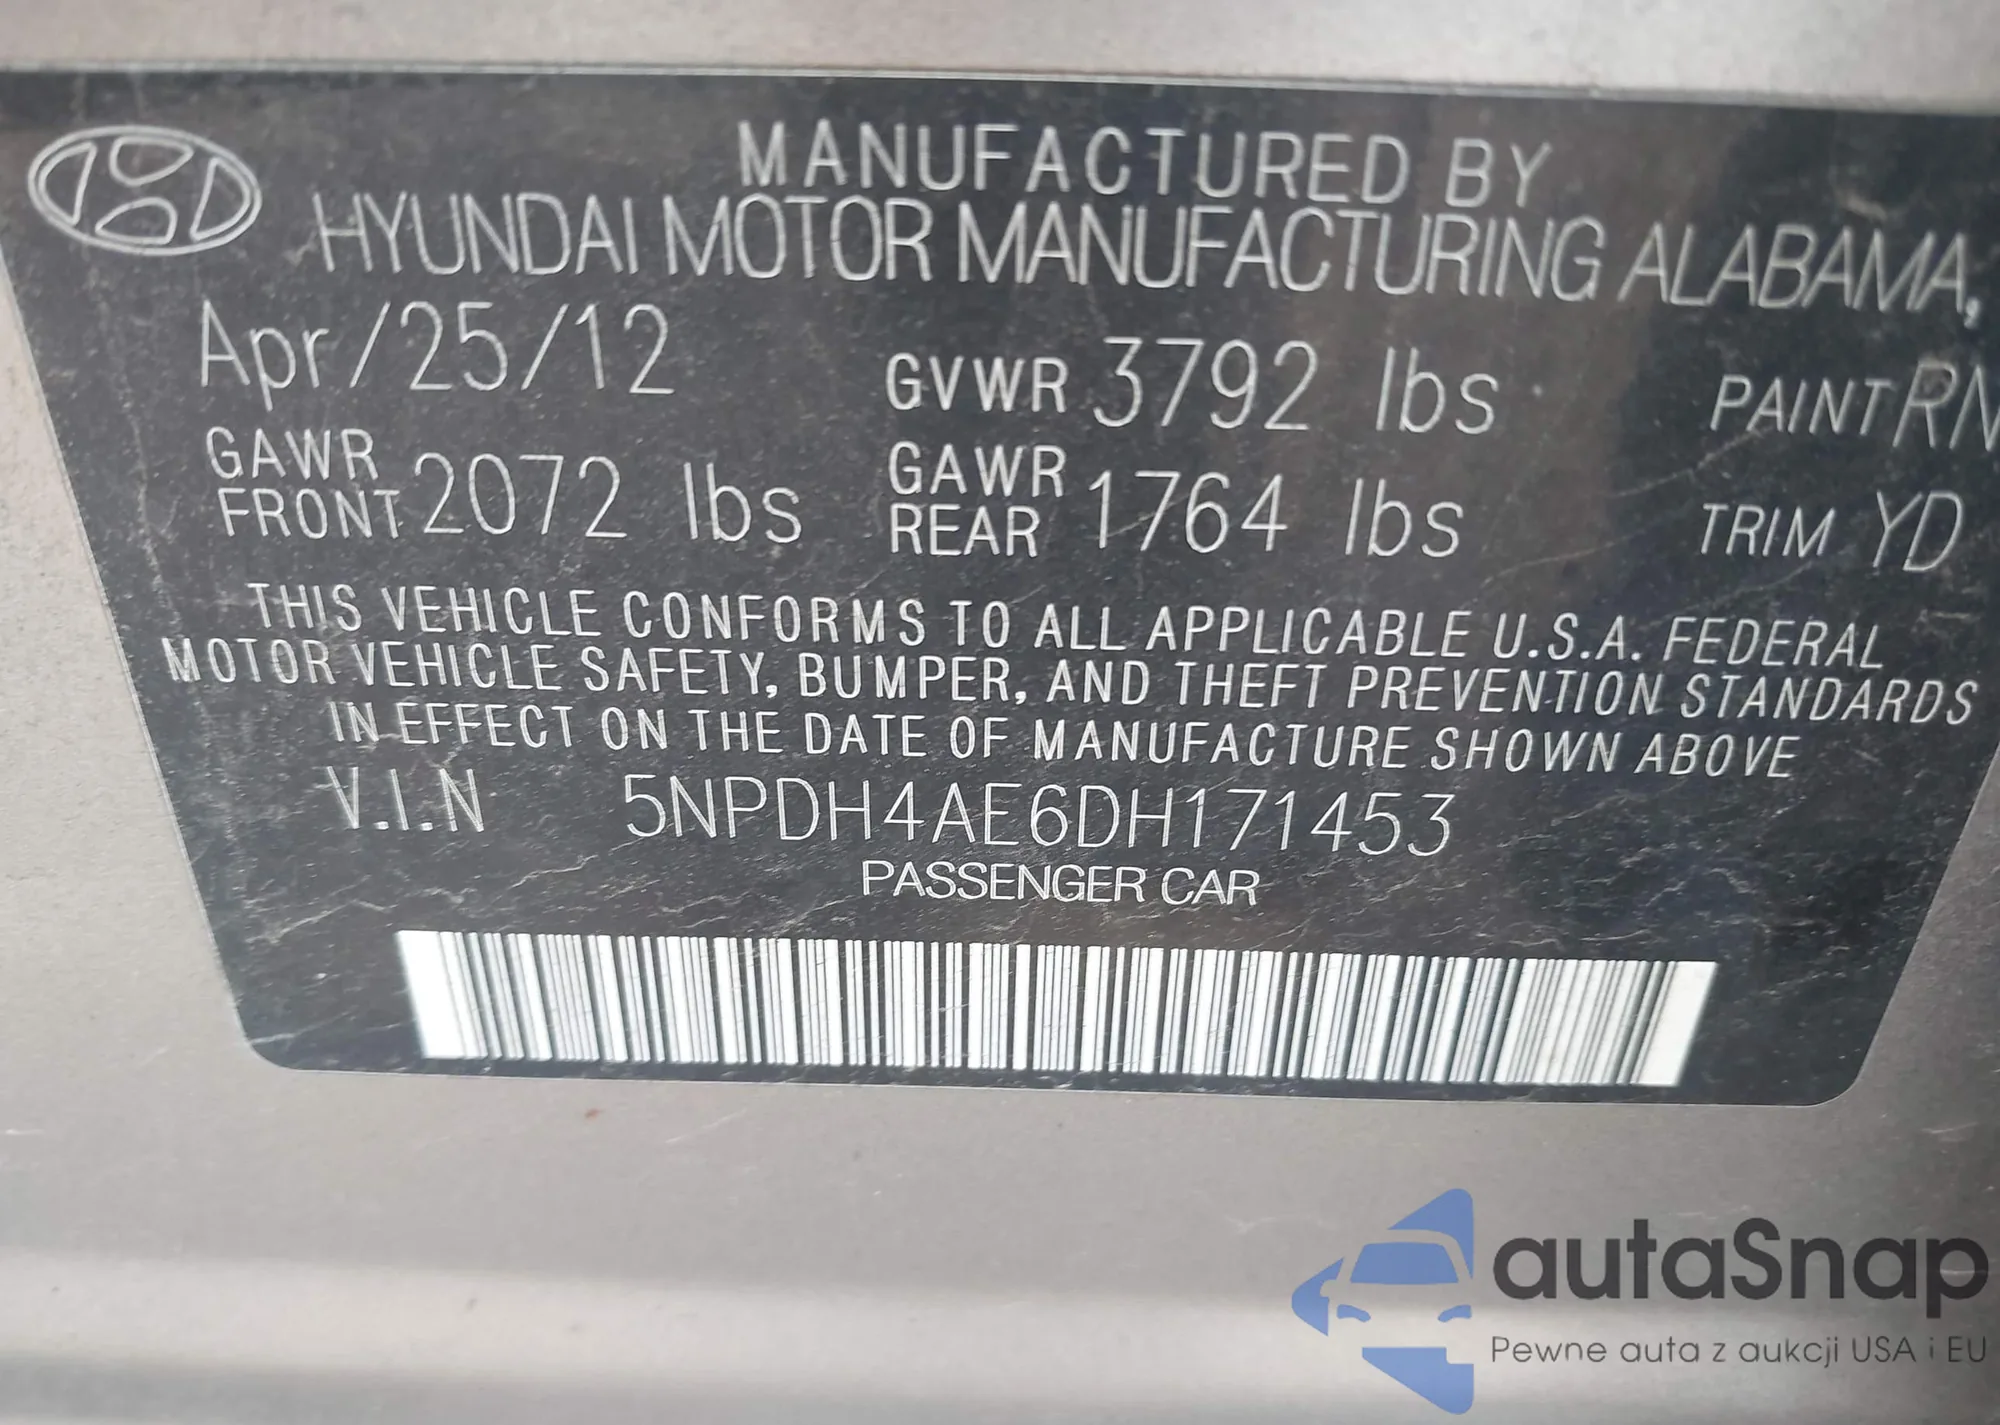 MANUFACTURED BY
HYUNDAI MOTOR MANUFACTURING ALABAMA,
Apr/25/12 GVWR 3792 lbs PAINT RN
GAWR FRONT 2072 lbs GAWR REAR 1764 lbs TRIM YD
THIS VEHICLE CONFORMS TO ALL APPLICABLE U.S.A. FEDERAL
MOTOR VEHICLE SAFETY, BUMPER, AND THEFT PREVENTION STANDARDS
IN EFFECT ON THE DATE OF MANUFACTURE SHOWN ABOVE
V.I.N 5NPDH4AE6DH171453
PASSENGER CAR
autaSnap
Pewne auta z aukcji USA i EU